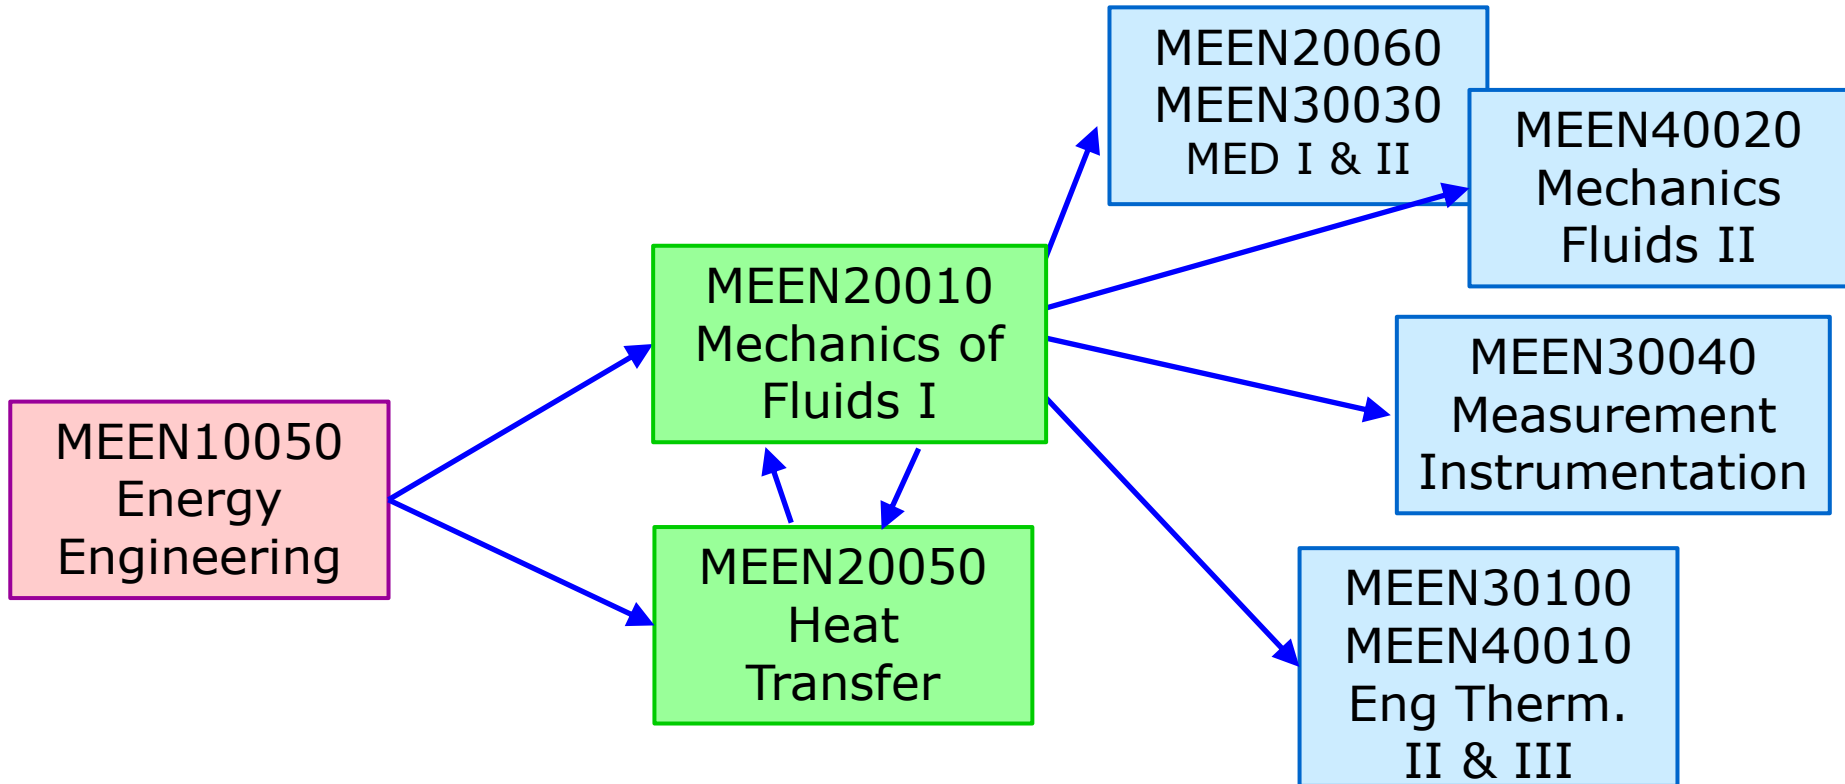 MEEN10050
Energy
Engineering
MEEN20010
Mechanics of
Fluids I
MEEN20050
Heat
Transfer
MEEN20060
MEEN30030
MED I & II
MEEN40020
Mechanics
Fluids II
MEEN30040
Measurement
Instrumentation
MEEN30100
MEEN40010
Eng Therm.
II & III